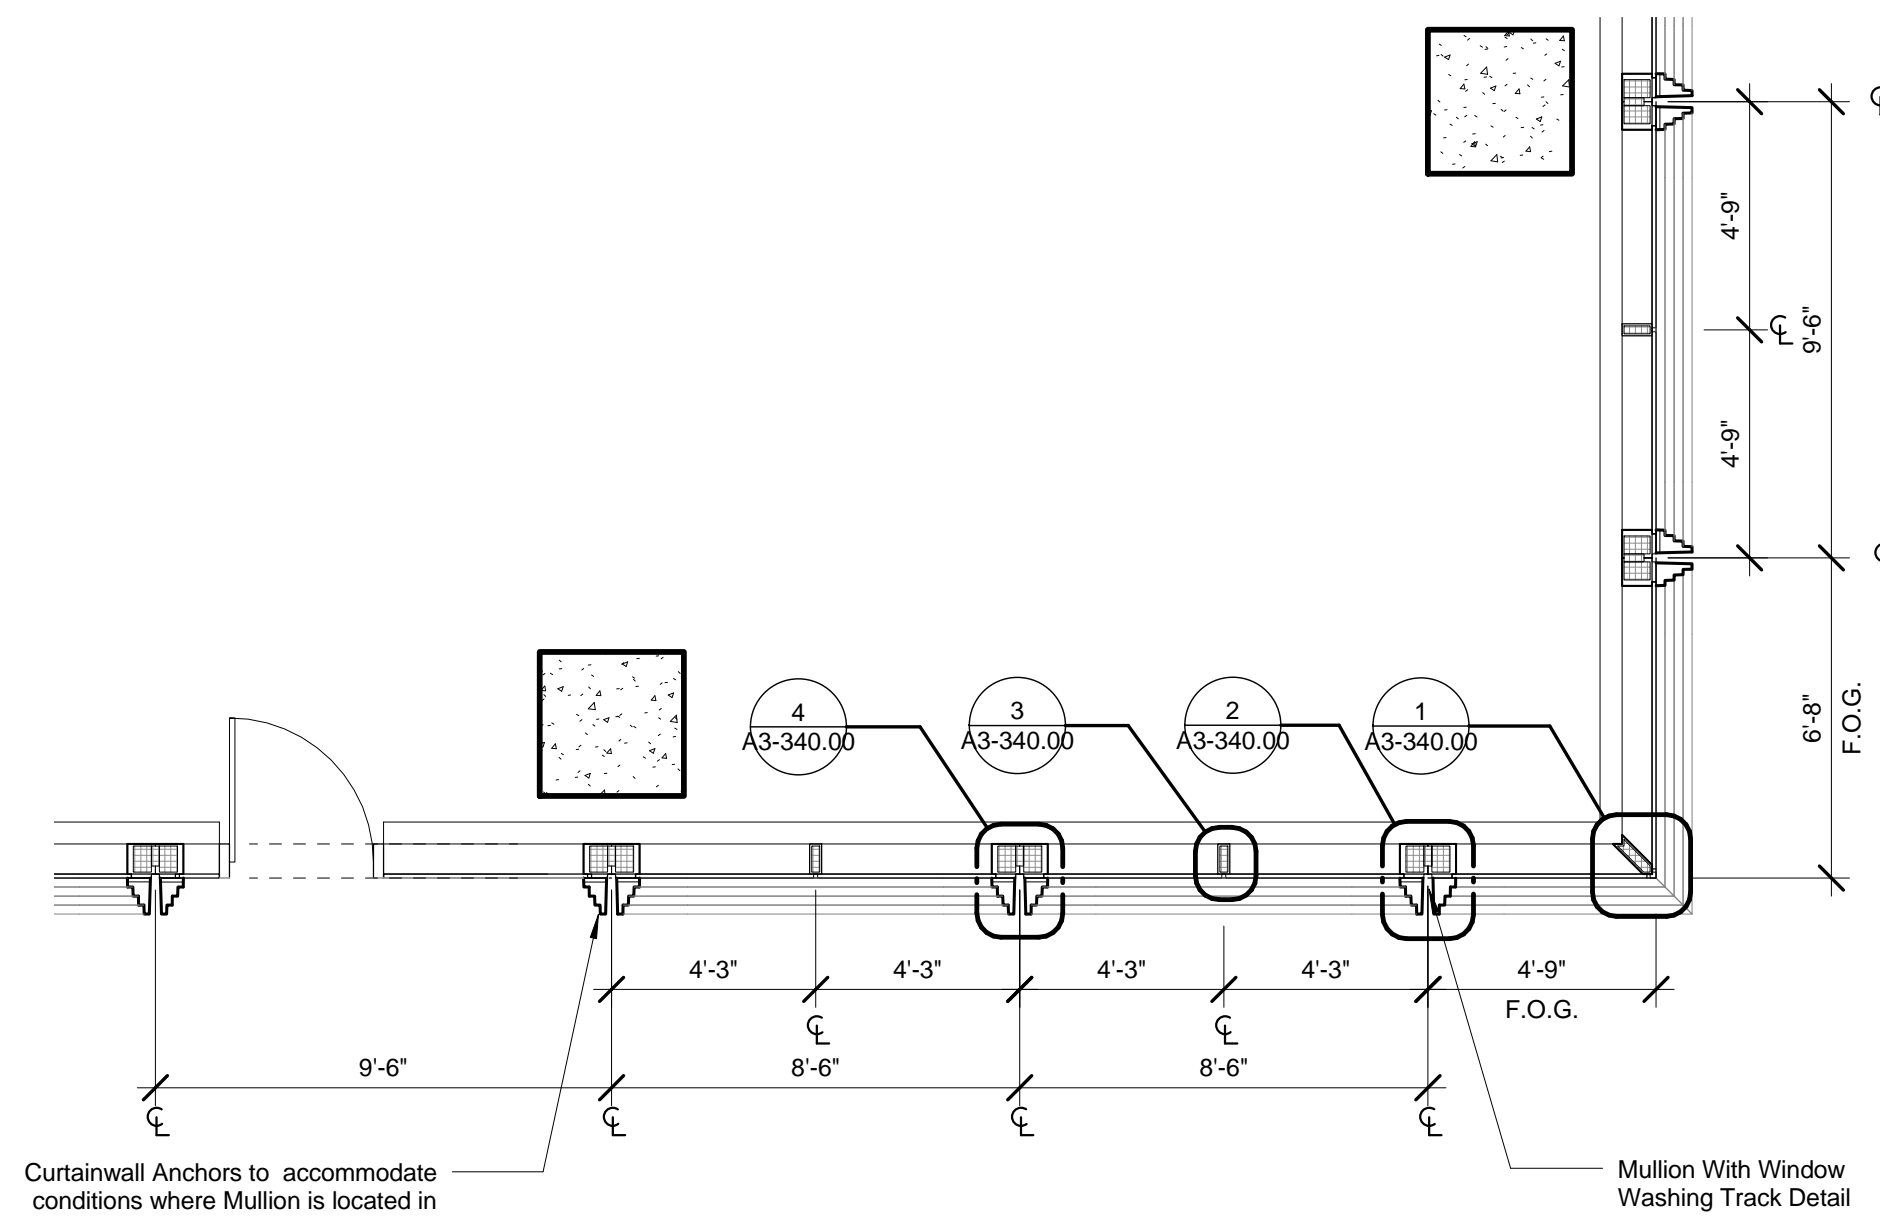 4'-9"
9'-6"
4'-9"
6'-8"
F.O.G.
4
A3-340.00
3
A3-340.00
2
A3-340.00
1
A3-340.00
4'-3"
4'-3"
4'-3"
4'-3"
4'-9"
F.O.G.
9'-6"
8'-6"
8'-6"
Curtainwall Anchors to accommodate
conditions where Mullion is located in
Mullion With Window
Washing Track Detail